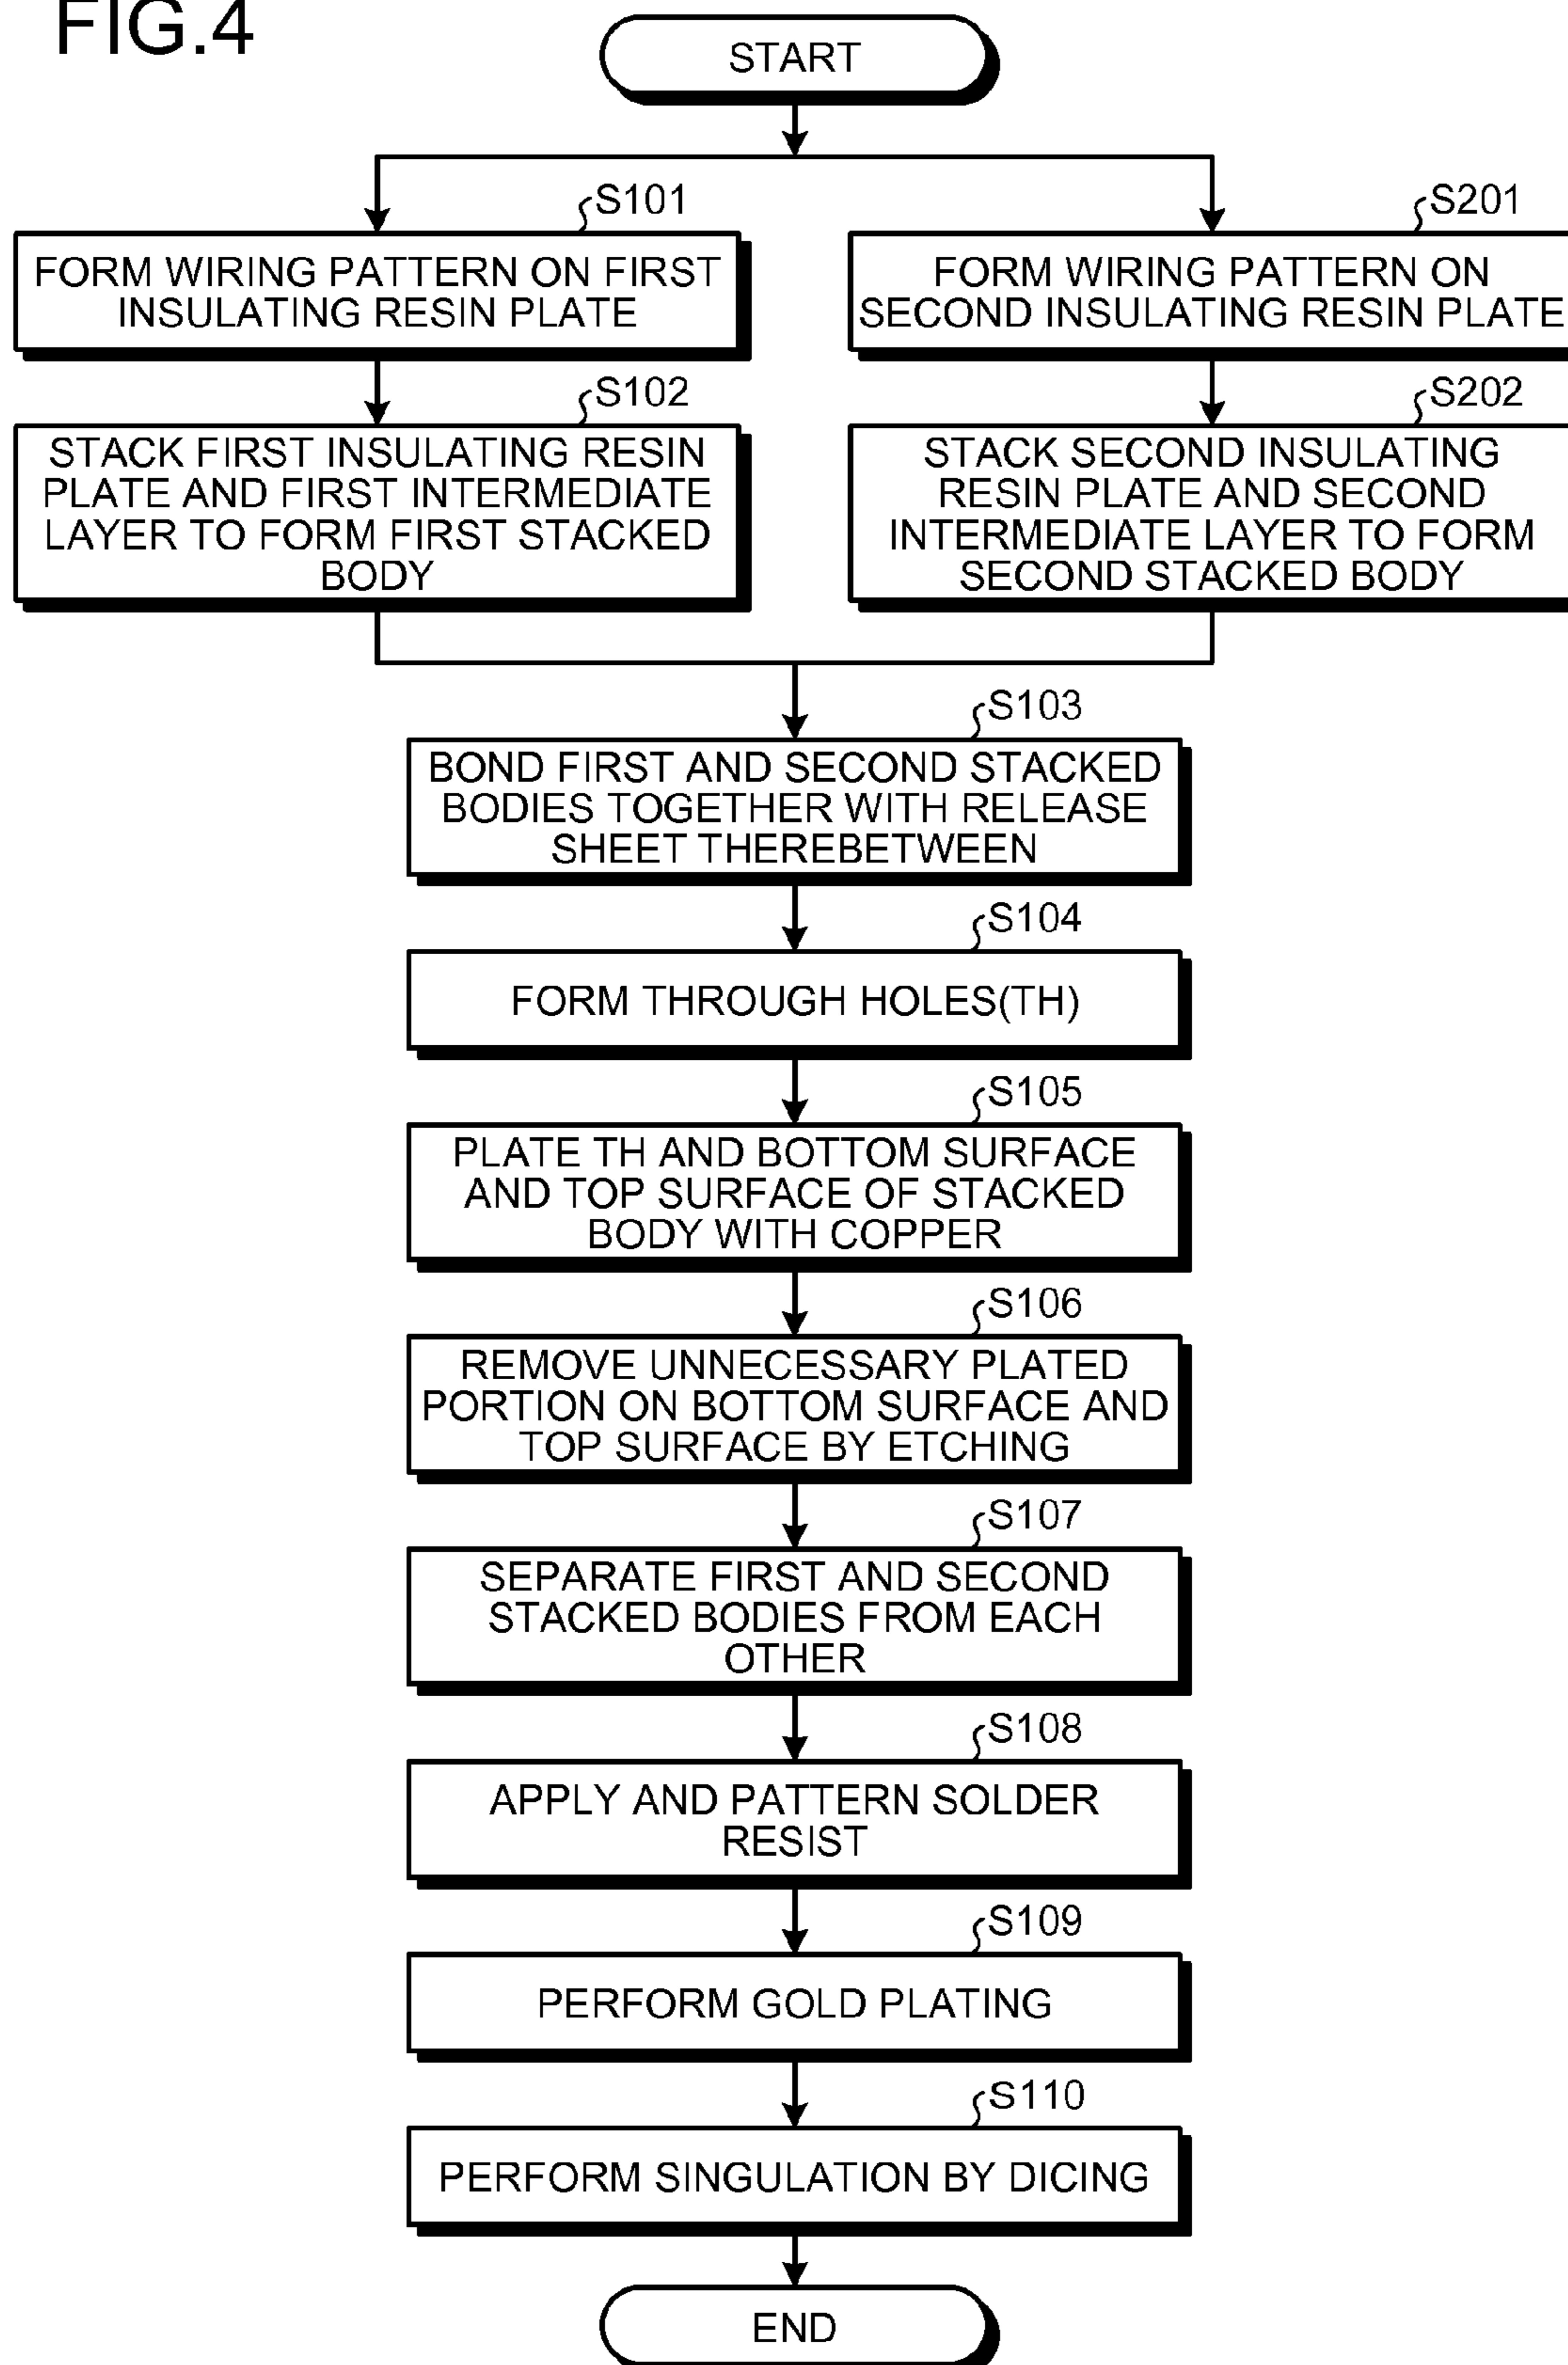 FIG.4
START
S101
FORM WIRING PATTERN ON FIRST
INSULATING RESIN PLATE
S201
FORM WIRING PATTERN ON
SECOND INSULATING RESIN PLATE
S102
STACK FIRST INSULATING RESIN
PLATE AND FIRST INTERMEDIATE
LAYER TO FORM FIRST STACKED
BODY
S202
STACK SECOND INSULATING
RESIN PLATE AND SECOND
INTERMEDIATE LAYER TO FORM
SECOND STACKED BODY
S103
BOND FIRST AND SECOND STACKED
BODIES TOGETHER WITH RELEASE
SHEET THEREBETWEEN
S104
FORM THROUGH HOLES(TH)
S105
PLATE TH AND BOTTOM SURFACE
AND TOP SURFACE OF STACKED
BODY WITH COPPER
S106
REMOVE UNNECESSARY PLATED
PORTION ON BOTTOM SURFACE AND
TOP SURFACE BY ETCHING
S107
SEPARATE FIRST AND SECOND
STACKED BODIES FROM EACH
OTHER
S108
APPLY AND PATTERN SOLDER
RESIST
S109
PERFORM GOLD PLATING
S110
PERFORM SINGULATION BY DICING
END